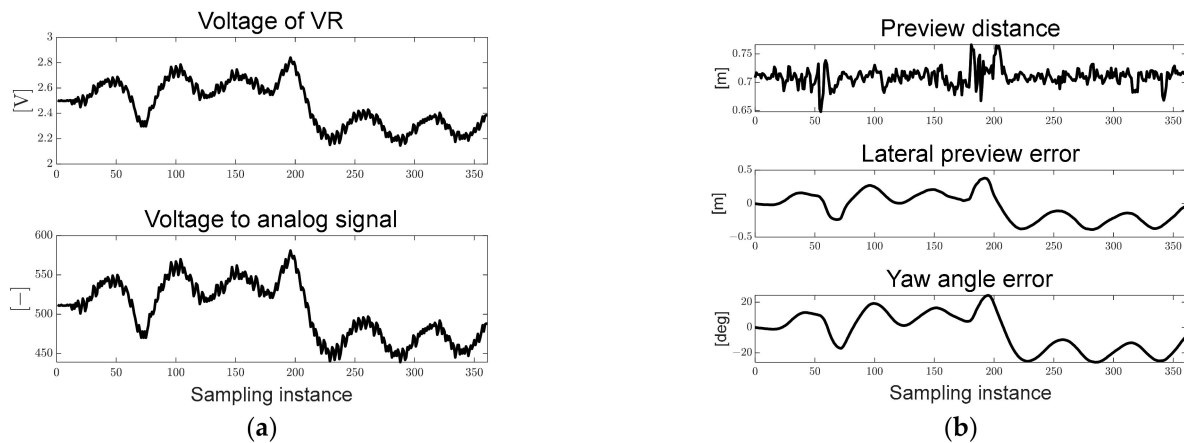 Voltage of VR
[V]
3
2.8
2.6
2.4
2.2
2
0 50 100 150 200 250 300 350
Voltage to analog signal
[−]
600
550
500
450
0 50 100 150 200 250 300 350
Sampling instance
(a)
Preview distance
[m]
0.75
0.7
0.65
0 50 100 150 200 250 300 350
Lateral preview error
[m]
0.5
0
−0.5
0 50 100 150 200 250 300 350
Yaw angle error
[deg]
20
0
−20
0 50 100 150 200 250 300 350
Sampling instance
(b)